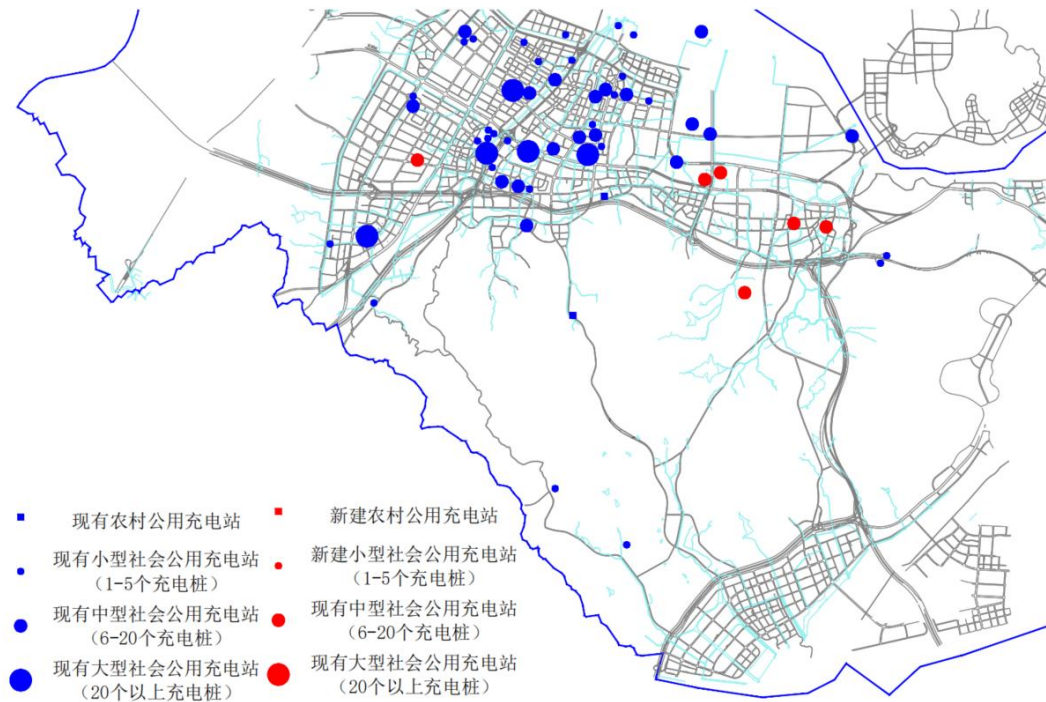 现有农村公用充电站
新建农村公用充电站
现有小型社会公用充电站
（1-5个充电桩）
新建小型社会公用充电站
（1-5个充电桩）
现有中型社会公用充电站
（6-20个充电桩）
现有中型社会公用充电站
（6-20个充电桩）
现有大型社会公用充电站
（20个以上充电桩）
现有大型社会公用充电站
（20个以上充电桩）